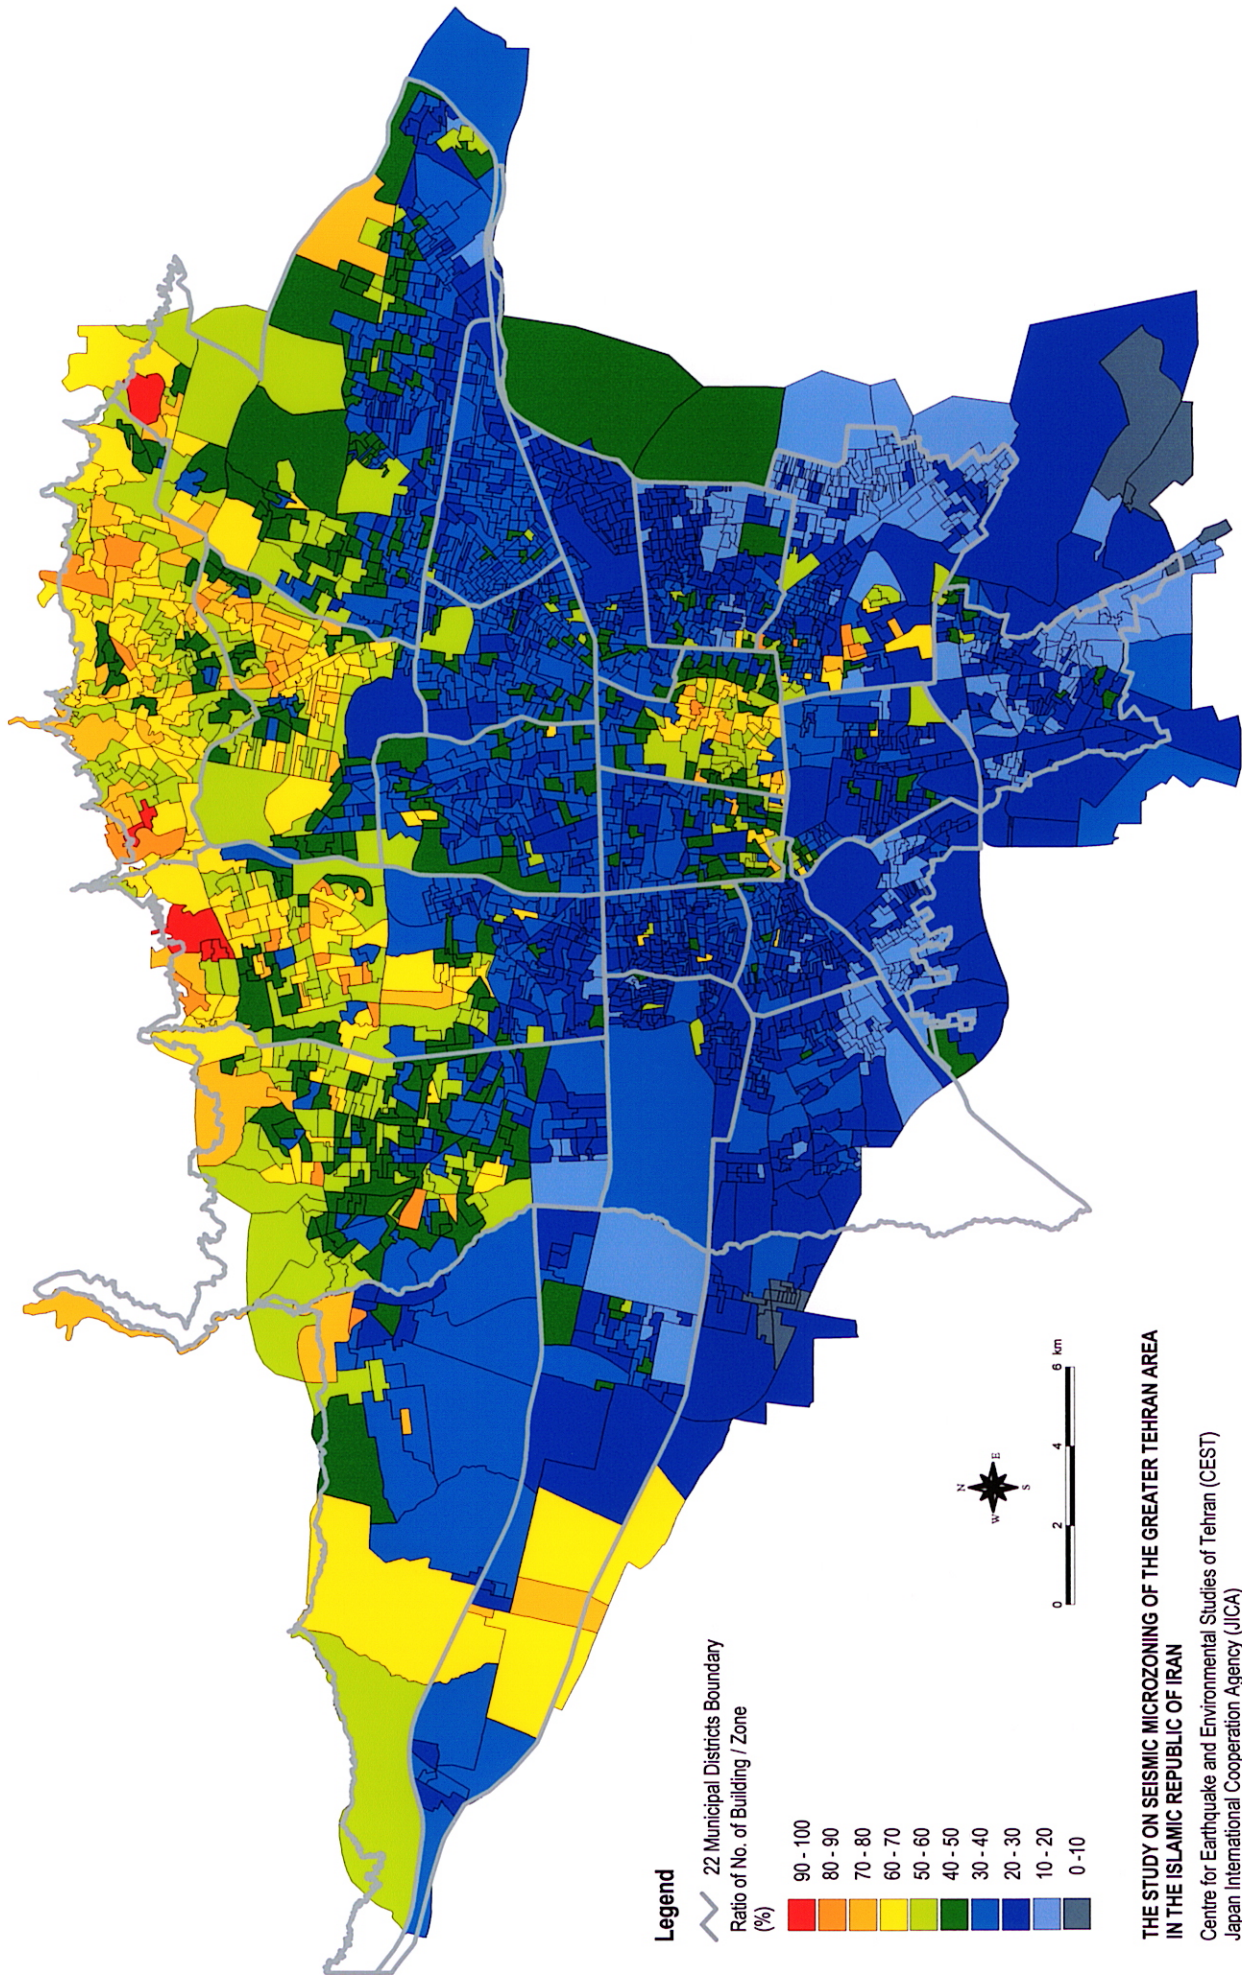 N
W
E
S
0
2
4
6 km
Legend
22 Municipal Districts Boundary
Ratio of No. of Building / Zone
(%)
90 - 100
80 - 90
70 - 80
60 - 70
50 - 60
40 - 50
30 - 40
20 - 30
10 - 20
0 -10
THE STUDY ON SEISMIC MICROZONING OF THE GREATER TEHRAN AREA
IN THE ISLAMIC REPUBLIC OF IRAN
Centre for Earthquake and Environmental Studies of Tehran (CEST)
Japan International Cooperation Agency (JICA)